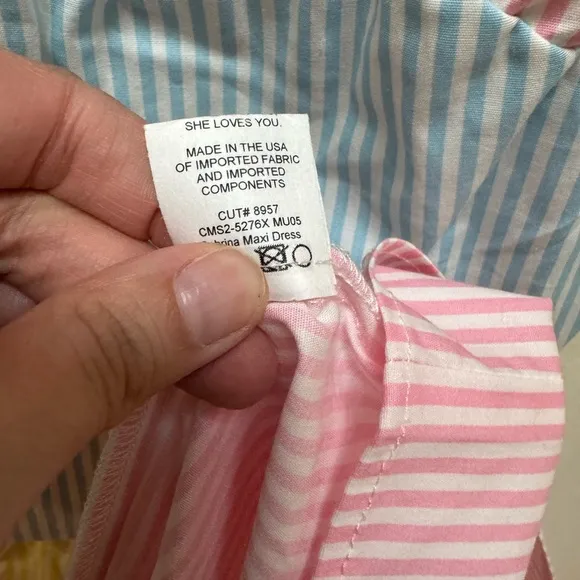 SHE LOVES YOU.
MADE IN THE USA
OF IMPORTED FABRIC
AND IMPORTED
COMPONENTS
CUT# 8957
CMS2-5276X MU05
Maxi Dress